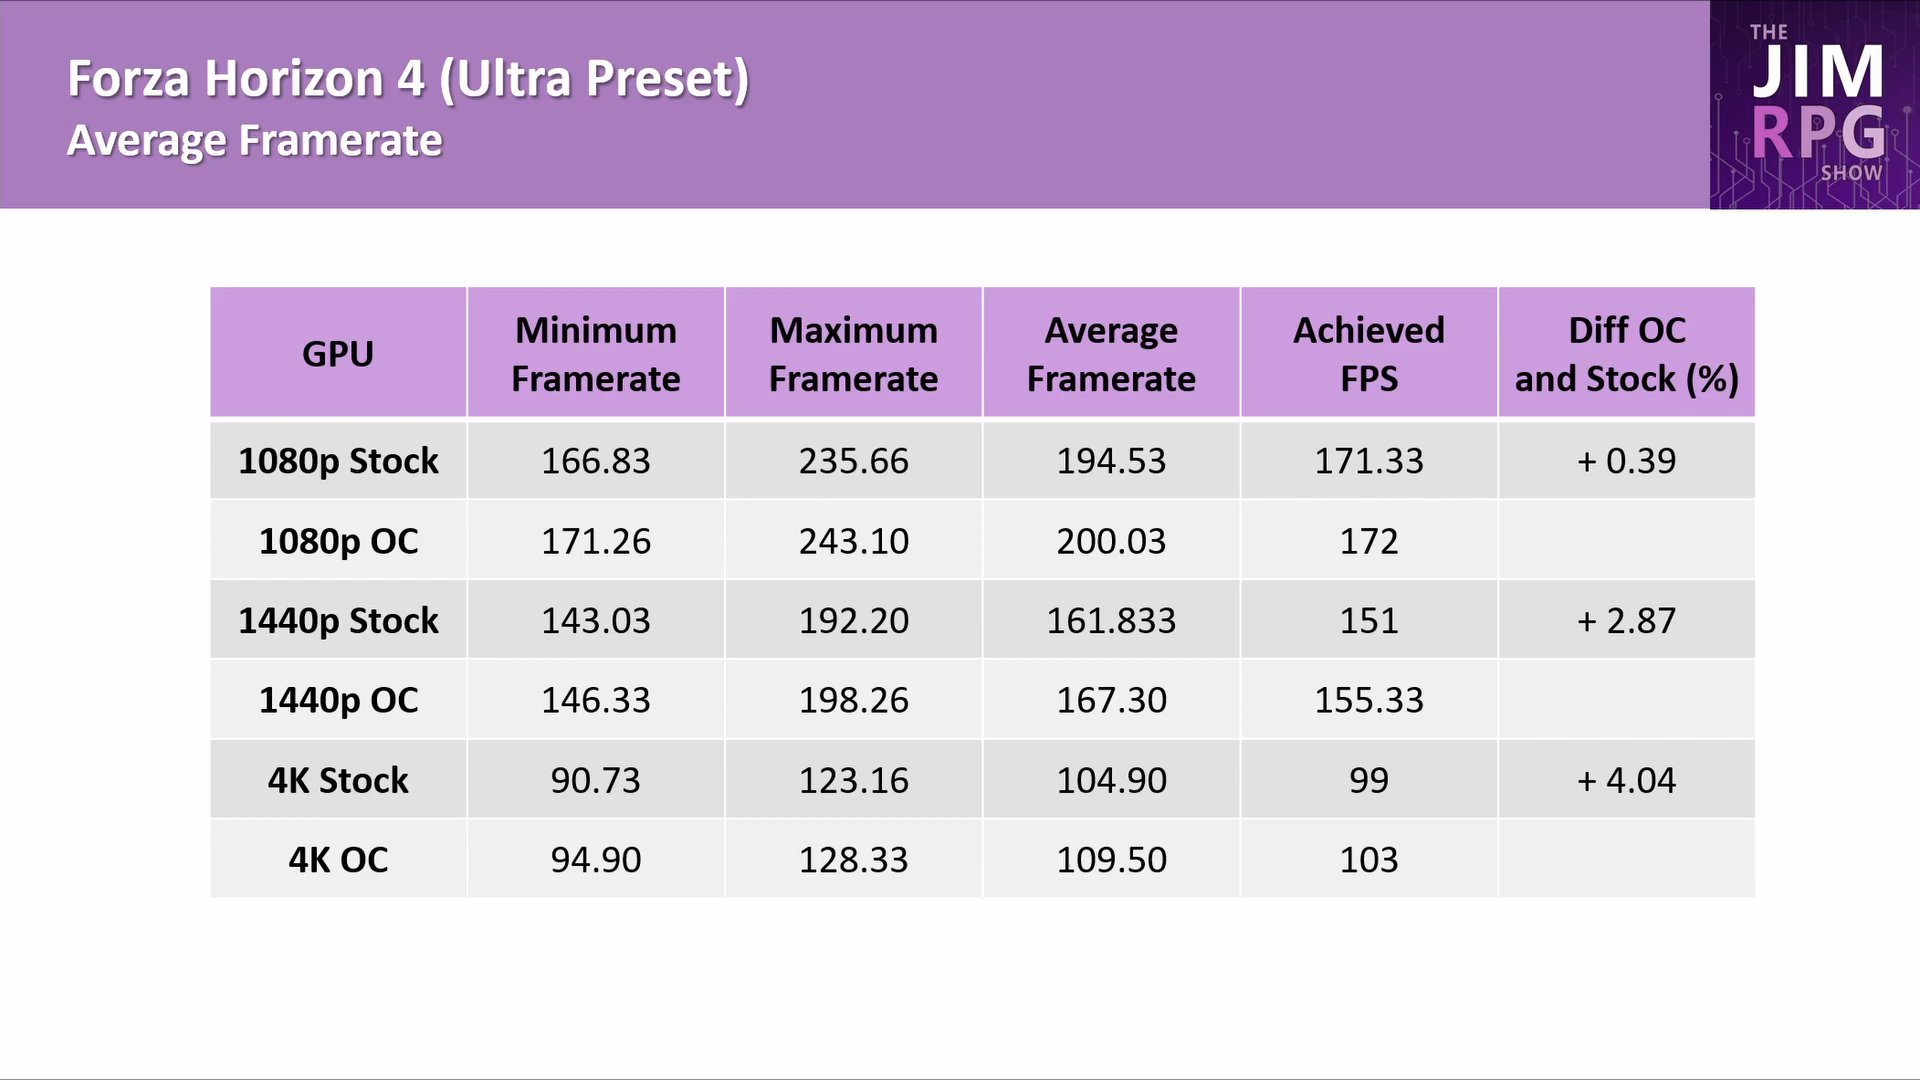 Forza Horizon 4 (Ultra Preset)
Average Framerate
THE
JIM
RPG
SHOW
GPU Minimum Framerate Maximum Framerate Average Framerate Achieved FPS Diff OC and Stock (%)
1080p Stock 166.83 235.66 194.53 171.33 + 0.39
1080p OC 171.26 243.10 200.03 172
1440p Stock 143.03 192.20 161.833 151 + 2.87
1440p OC 146.33 198.26 167.30 155.33
4K Stock 90.73 123.16 104.90 99 + 4.04
4K OC 94.90 128.33 109.50 103